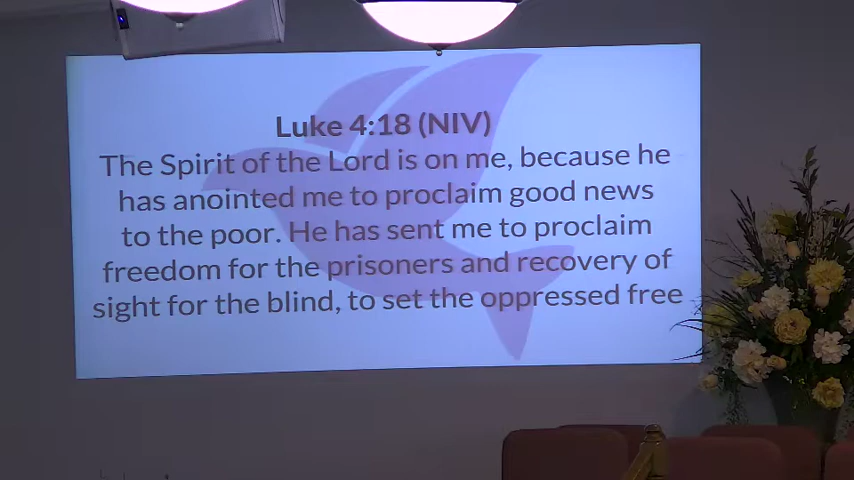 Luke 4:18 (NIV)
The Spirit of the Lord is on me, because he
has anointed me to proclaim good news
to the poor. He has sent me to proclaim
freedom for the prisoners and recovery of
sight for the blind, to set the oppressed free